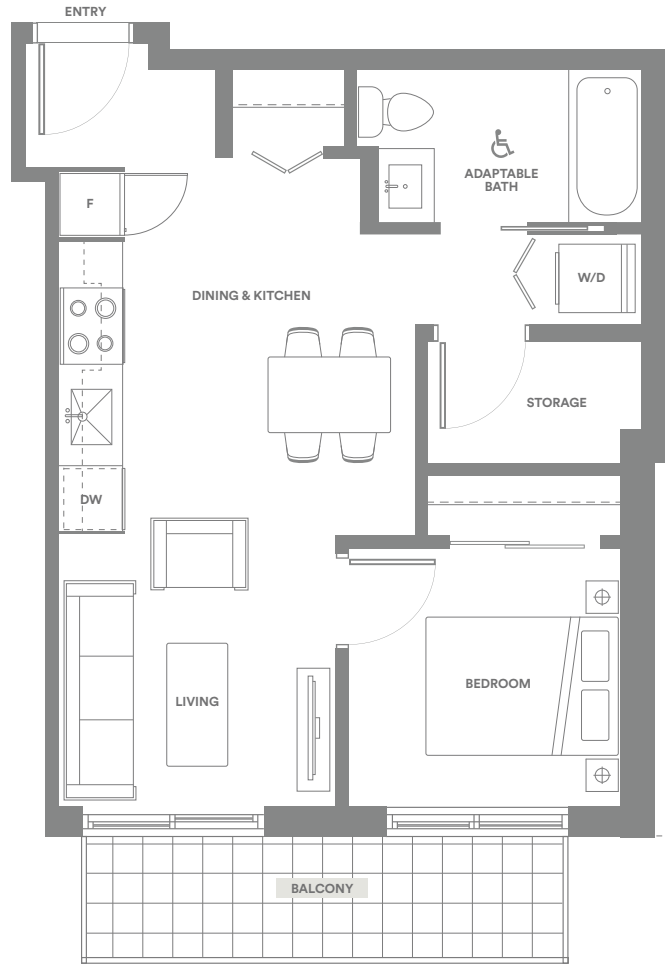 ENTRY
ADAPTABLE
BATH
F
W/D
DINING & KITCHEN
STORAGE
DW
BEDROOM
LIVING
BALCONY